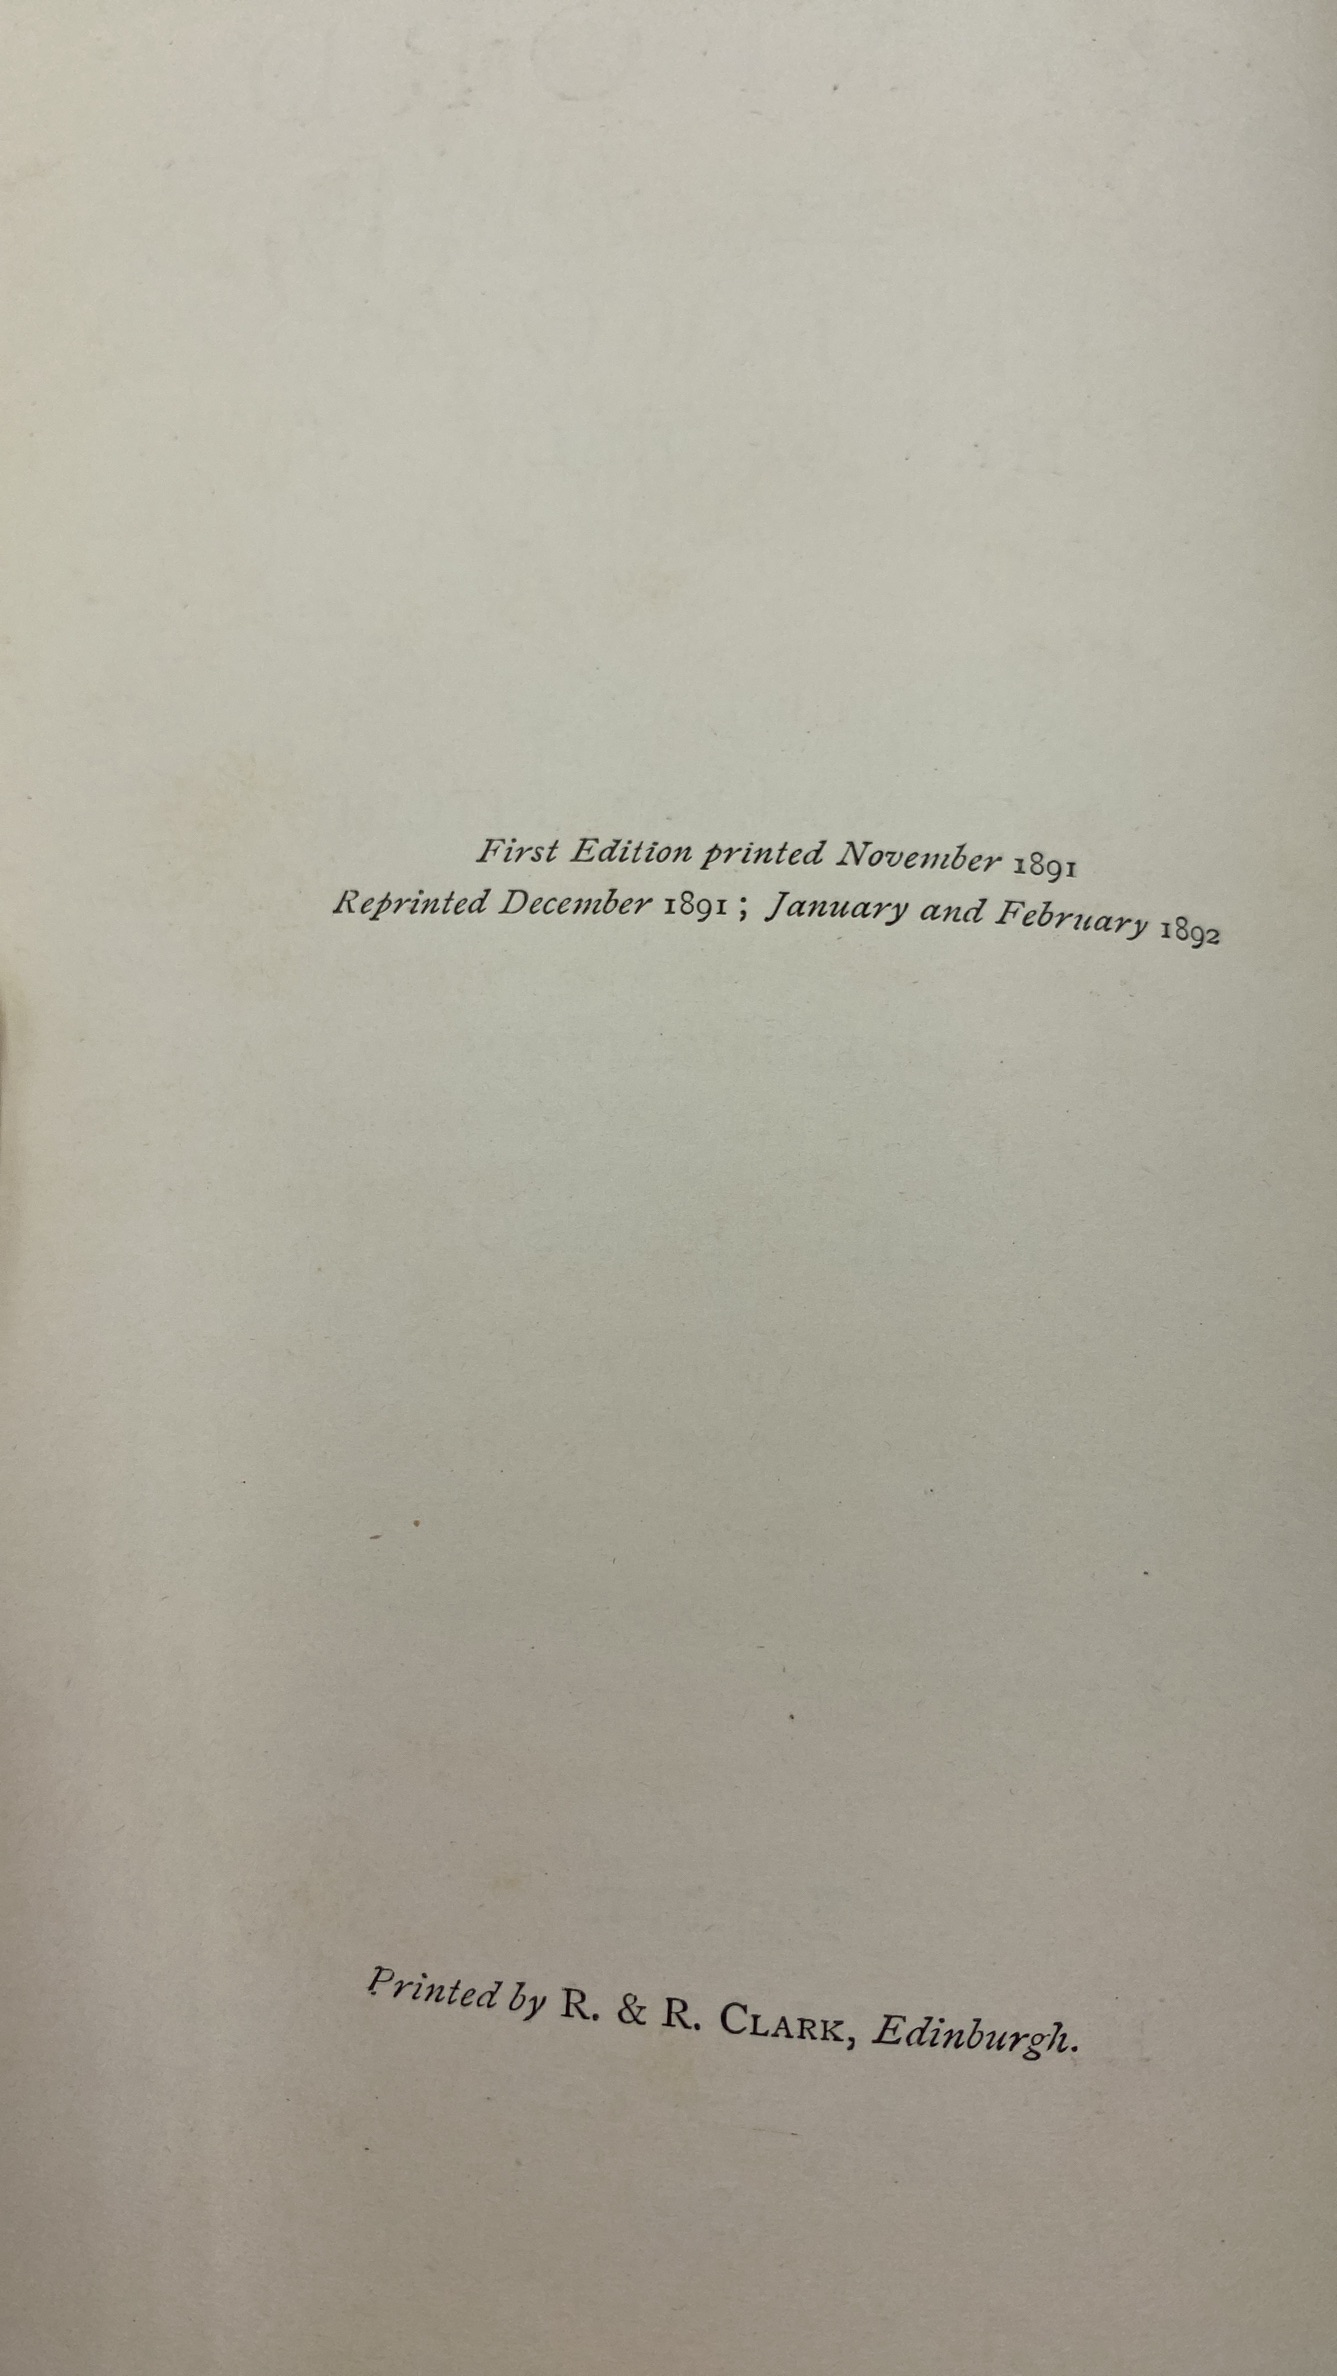 First Edition printed November 1891
Reprinted December 1891; January and February 1892
Printed by R. & R. CLARK, Edinburgh.